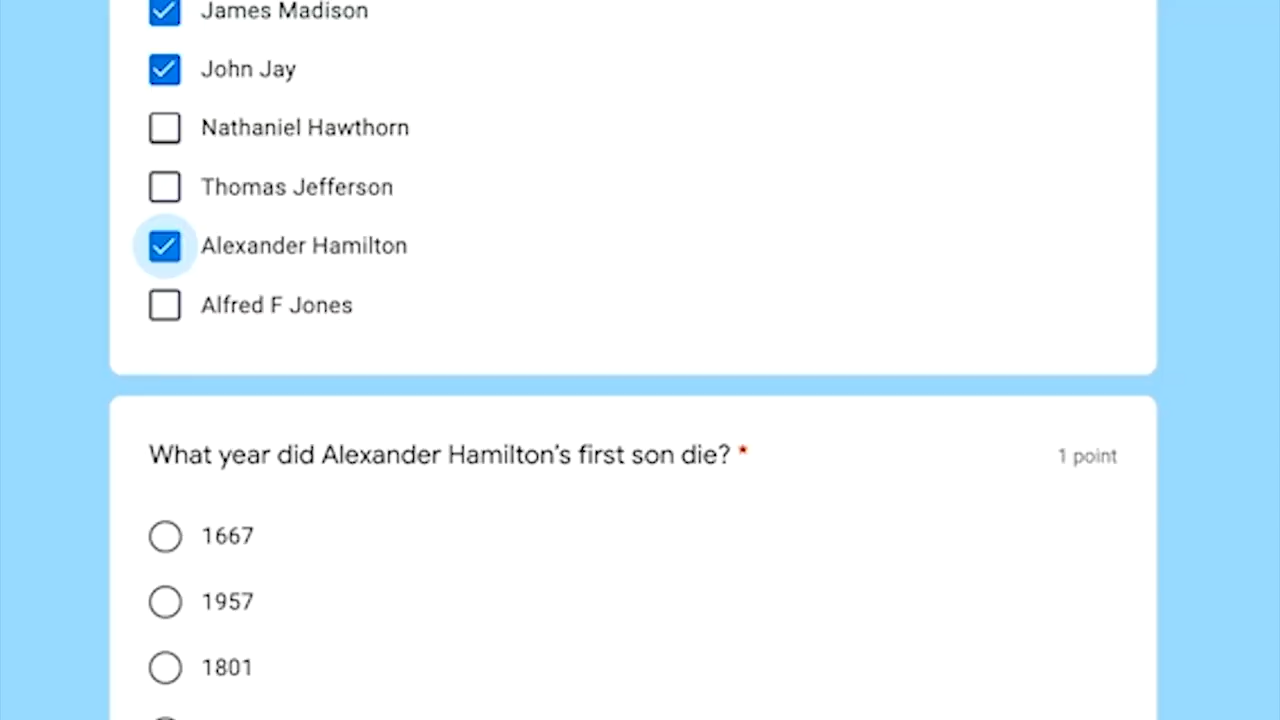 James Madison
John Jay
Nathaniel Hawthorn
Thomas Jefferson
Alexander Hamilton
Alfred F Jones
What year did Alexander Hamilton's first son die? * 1 point
1667
1957
1801